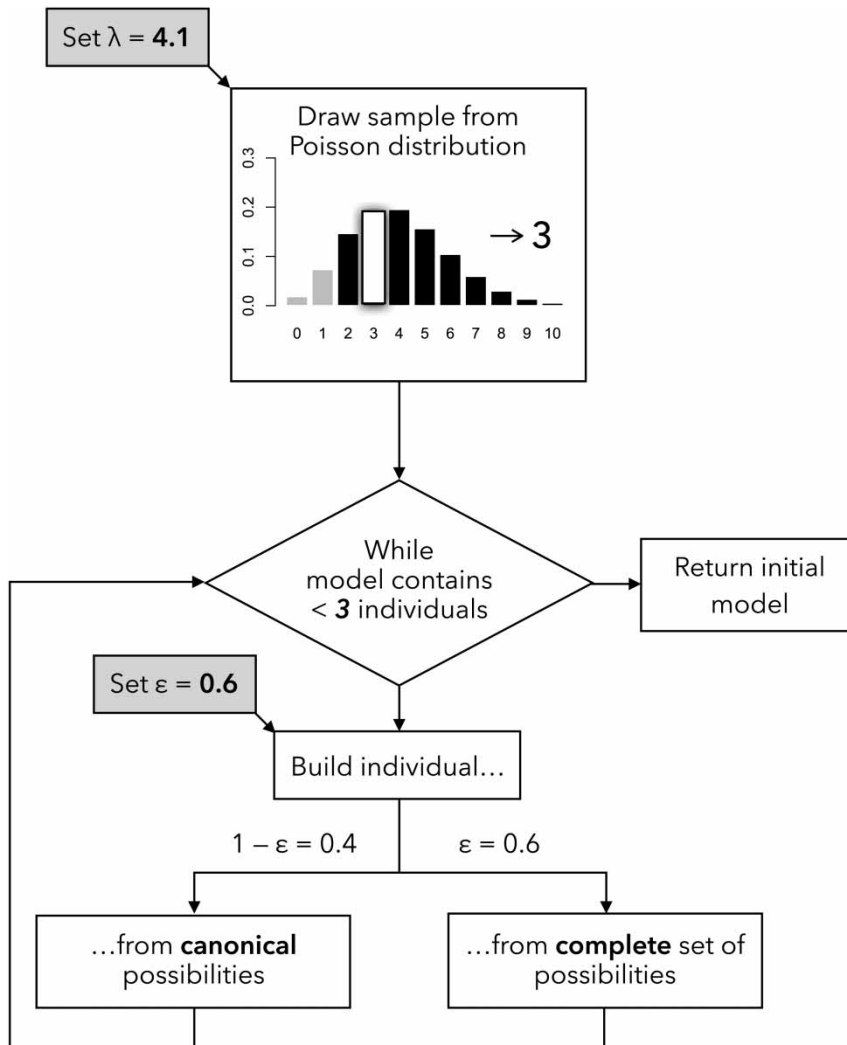 Set λ = 4.1
Draw sample from
Poisson distribution
0.3
0.2
0.1
0.0
→ 3
0 1 2 3 4 5 6 7 8 9 10
While
model contains
< 3 individuals
Return initial
model
Set ε = 0.6
Build individual…
1 – ε = 0.4
ε = 0.6
…from canonical
possibilities
…from complete set of
possibilities